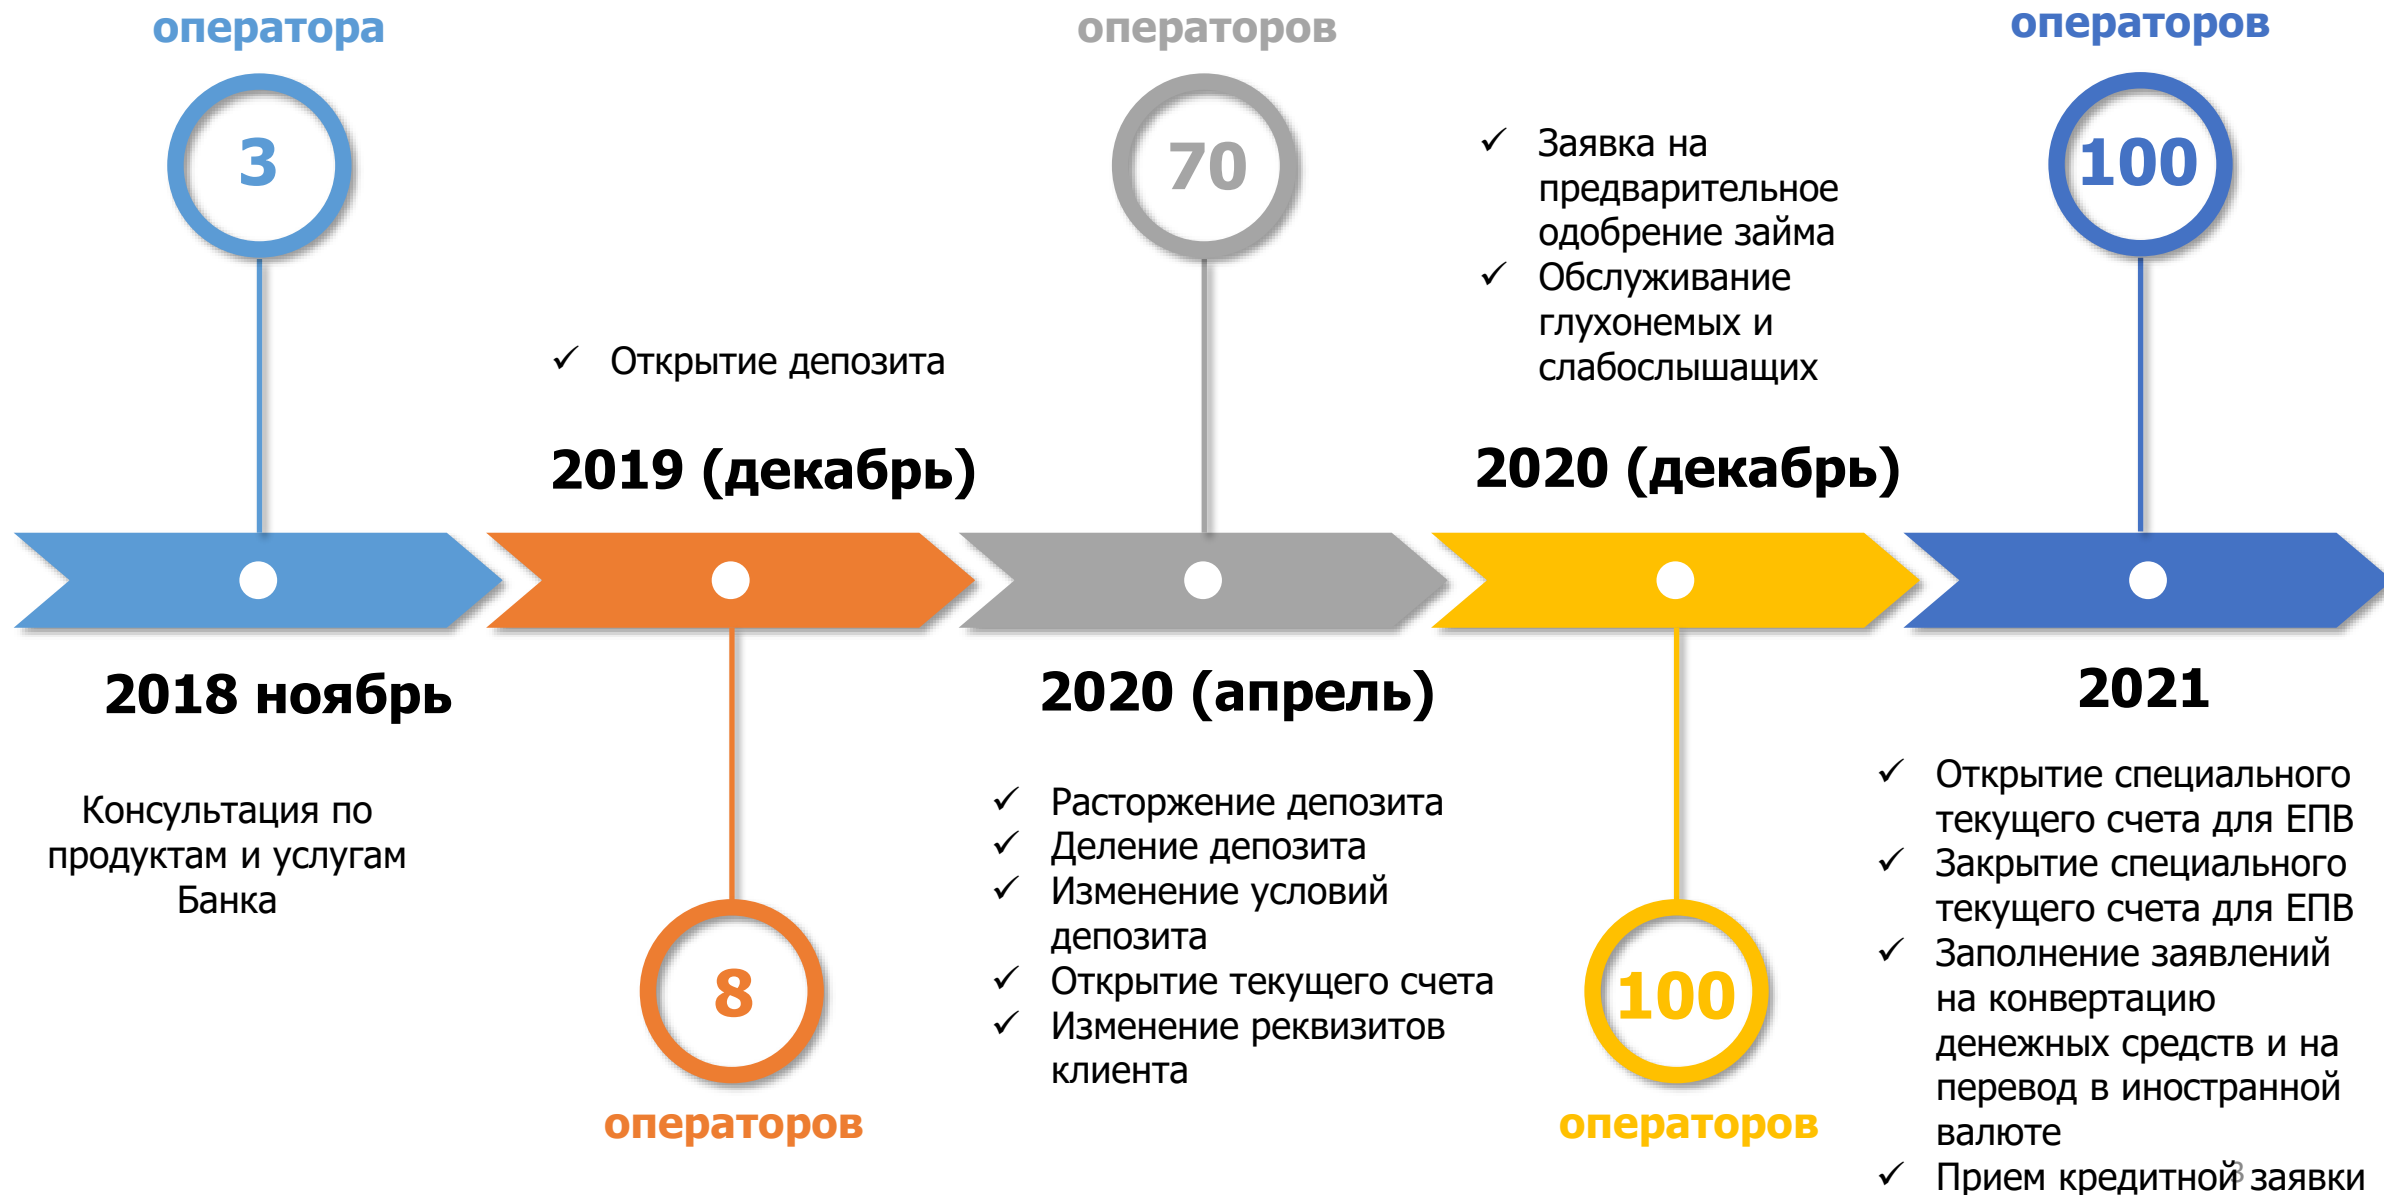 оператора
3
2018 ноябрь
Консультация по
продуктам и услугам
Банка
✓ Открытие депозита
2019 (декабрь)
8
операторов
операторов
70
2020 (апрель)
✓ Расторжение депозита
✓ Деление депозита
✓ Изменение условий
депозита
✓ Открытие текущего счета
✓ Изменение реквизитов
клиента
✓ Заявка на
предварительное
одобрение займа
✓ Обслуживание
глухонемых и
слабослышащих
2020 (декабрь)
100
операторов
операторов
100
2021
✓ Открытие специального
текущего счета для ЕПВ
✓ Закрытие специального
текущего счета для ЕПВ
✓ Заполнение заявлений
на конвертацию
денежных средств и на
перевод в иностранной
валюте
✓ Прием кредитной заявки
3